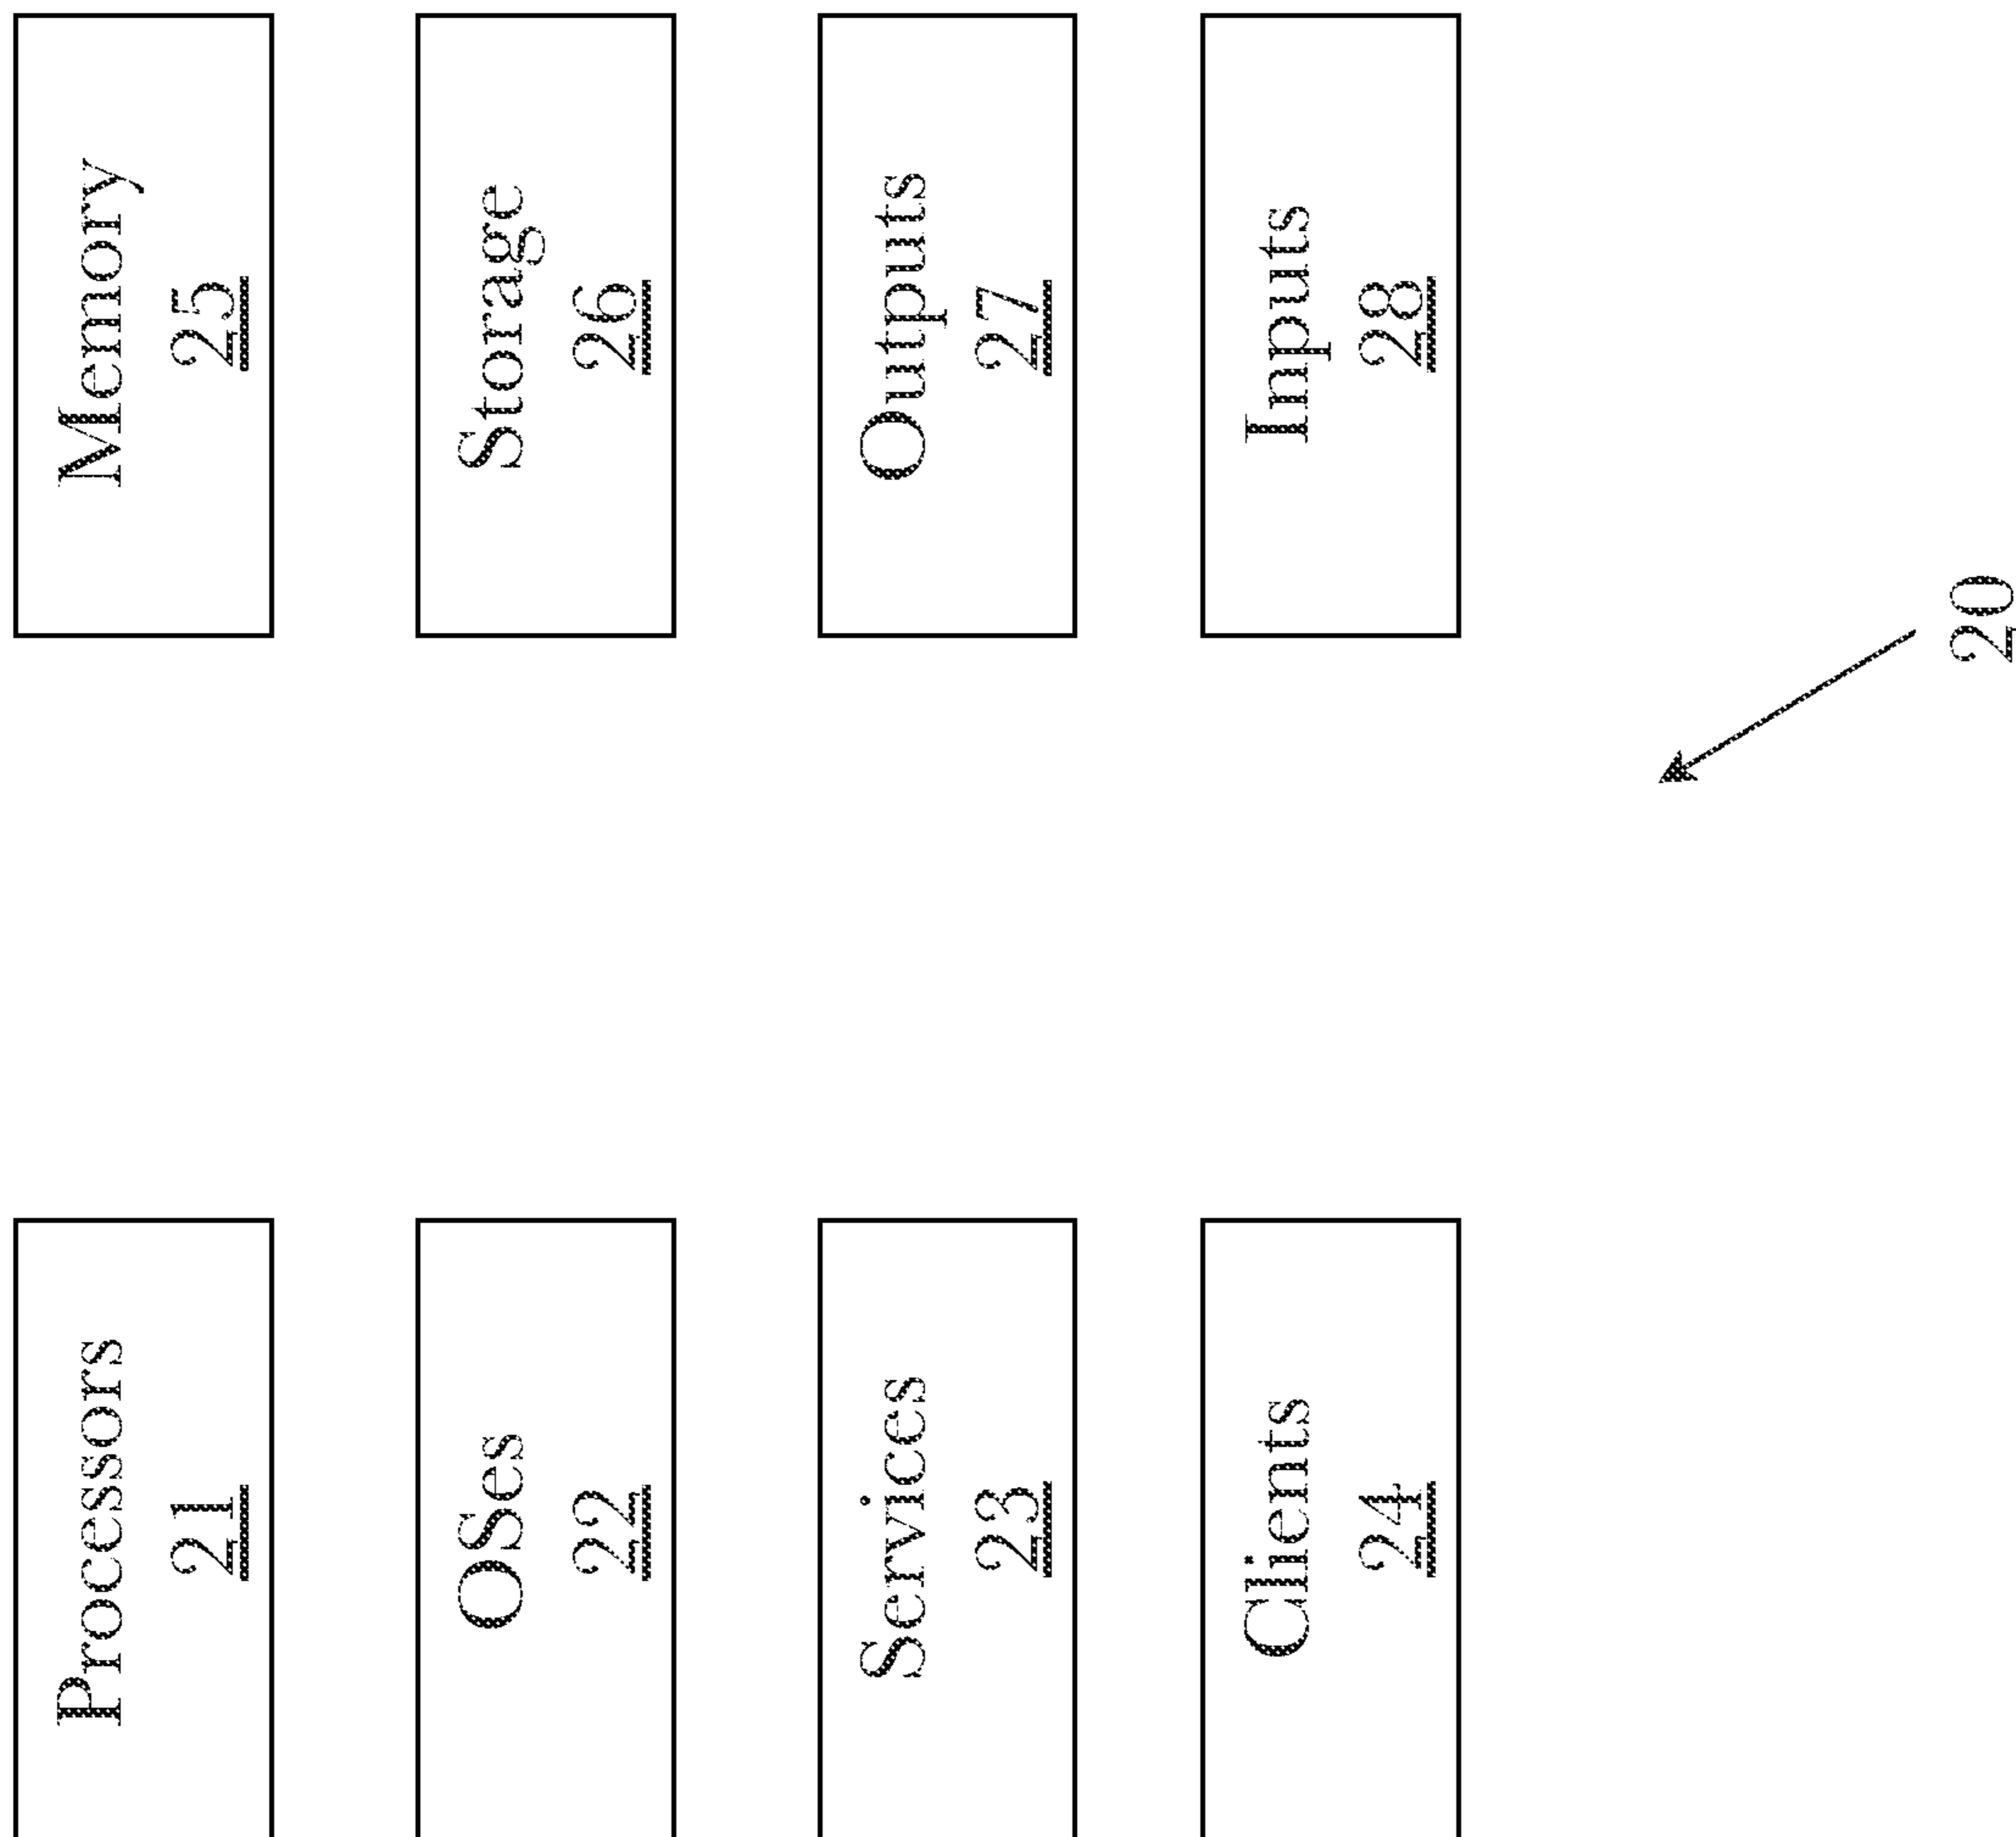 Processors
21
Memory
25
OSes
22
Storage
26
Services
23
Outputs
27
Clients
24
Inputs
28
20